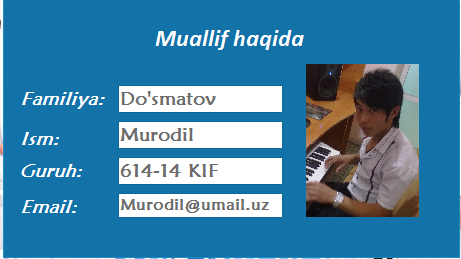 Muallif haqida
Familiya: Do'smatov
Ism: Murodil
Guruh: 614-14 KIF
Email: Murodil@umail.uz